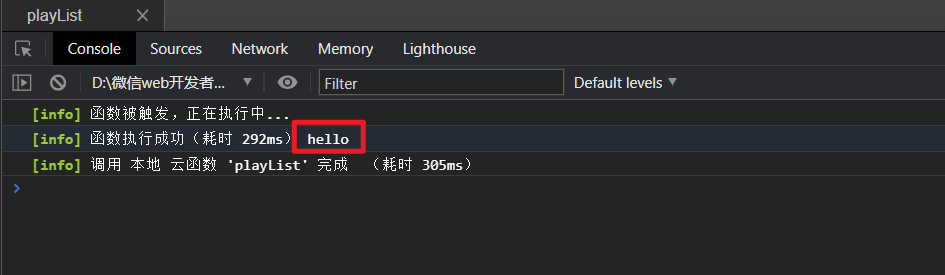 playList
Console Sources Network Memory Lighthouse
D:\微信web开发者... Filter Default levels
[info] 函数被触发，正在执行中...
[info] 函数执行成功（耗时 292ms） hello
[info] 调用 本地 云函数 'playList' 完成 （耗时 305ms）